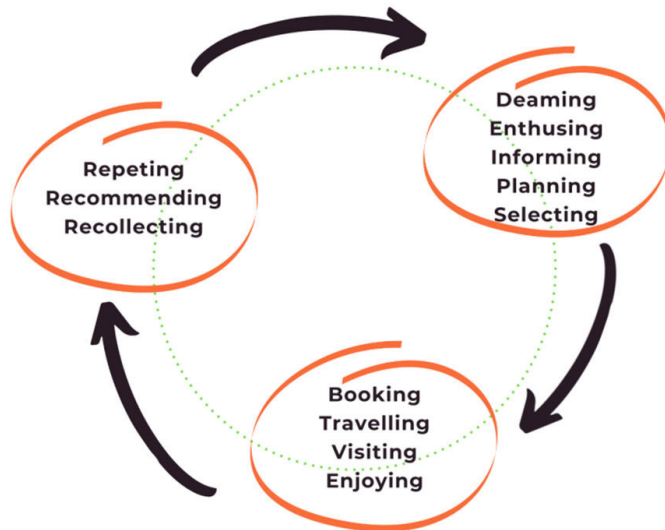 Repeting
Recommending
Recollecting
Deaming
Enthusing
Informing
Planning
Selecting
Booking
Travelling
Visiting
Enjoying